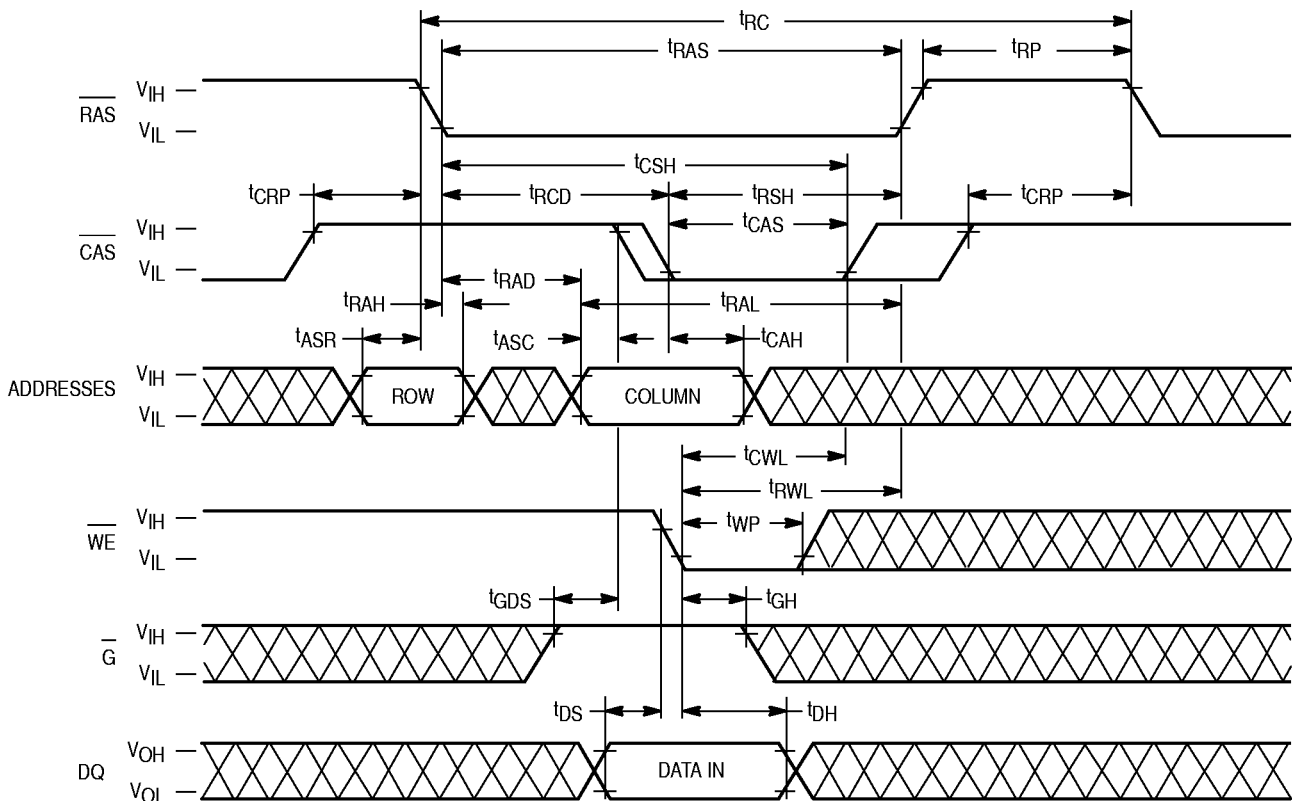 tRC
tRAS
tRP
RAS
VIH
VIL
tCSH
tCRP
tRCD
tRSH
tCRP
tCAS
CAS
VIH
VIL
tRAD
tRAH
tRAL
tASR
tASC
tCAH
ADDRESSES
VIH
VIL
ROW
COLUMN
tCWL
tRWL
WE
VIH
VIL
tWP
tGDS
tGH
G
VIH
VIL
tDS
tDH
DQ
VOH
VOL
DATA IN